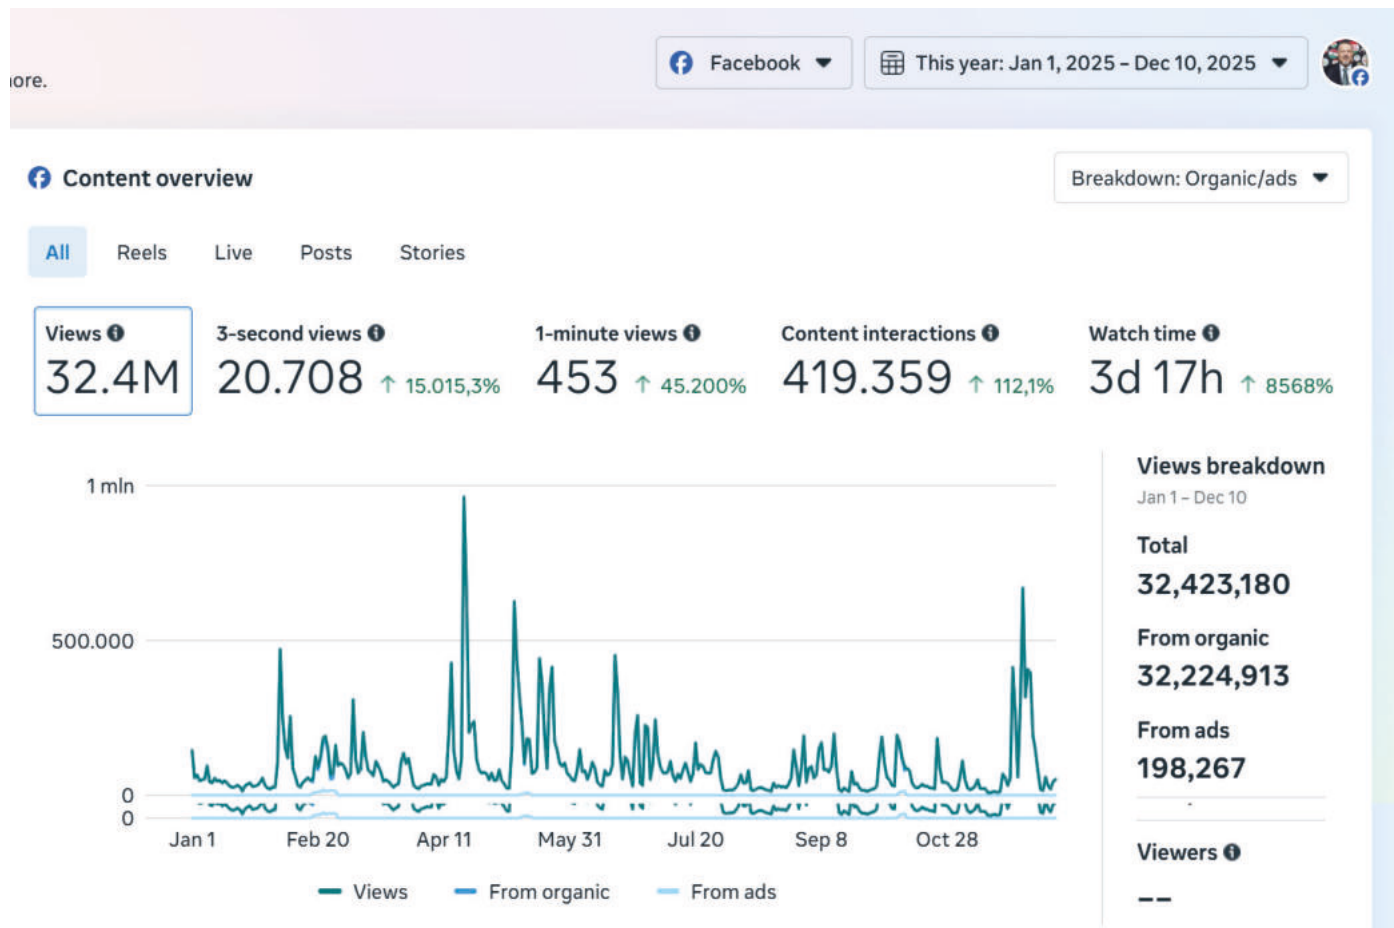 ore.
Facebook
This year: Jan 1, 2025 – Dec 10, 2025
Content overview
Breakdown: Organic/ads
All Reels Live Posts Stories
Views 3-second views 1-minute views Content interactions Watch time
32.4M 20.708 ↑ 15.015,3% 453 ↑ 45.200% 419.359 ↑ 112,1% 3d 17h ↑ 8568%
1 mln
500.000
0
0
Jan 1 Feb 20 Apr 11 May 31 Jul 20 Sep 8 Oct 28
Views From organic From ads
Views breakdown
Jan 1 – Dec 10
Total
32,423,180
From organic
32,224,913
From ads
198,267
Viewers
--